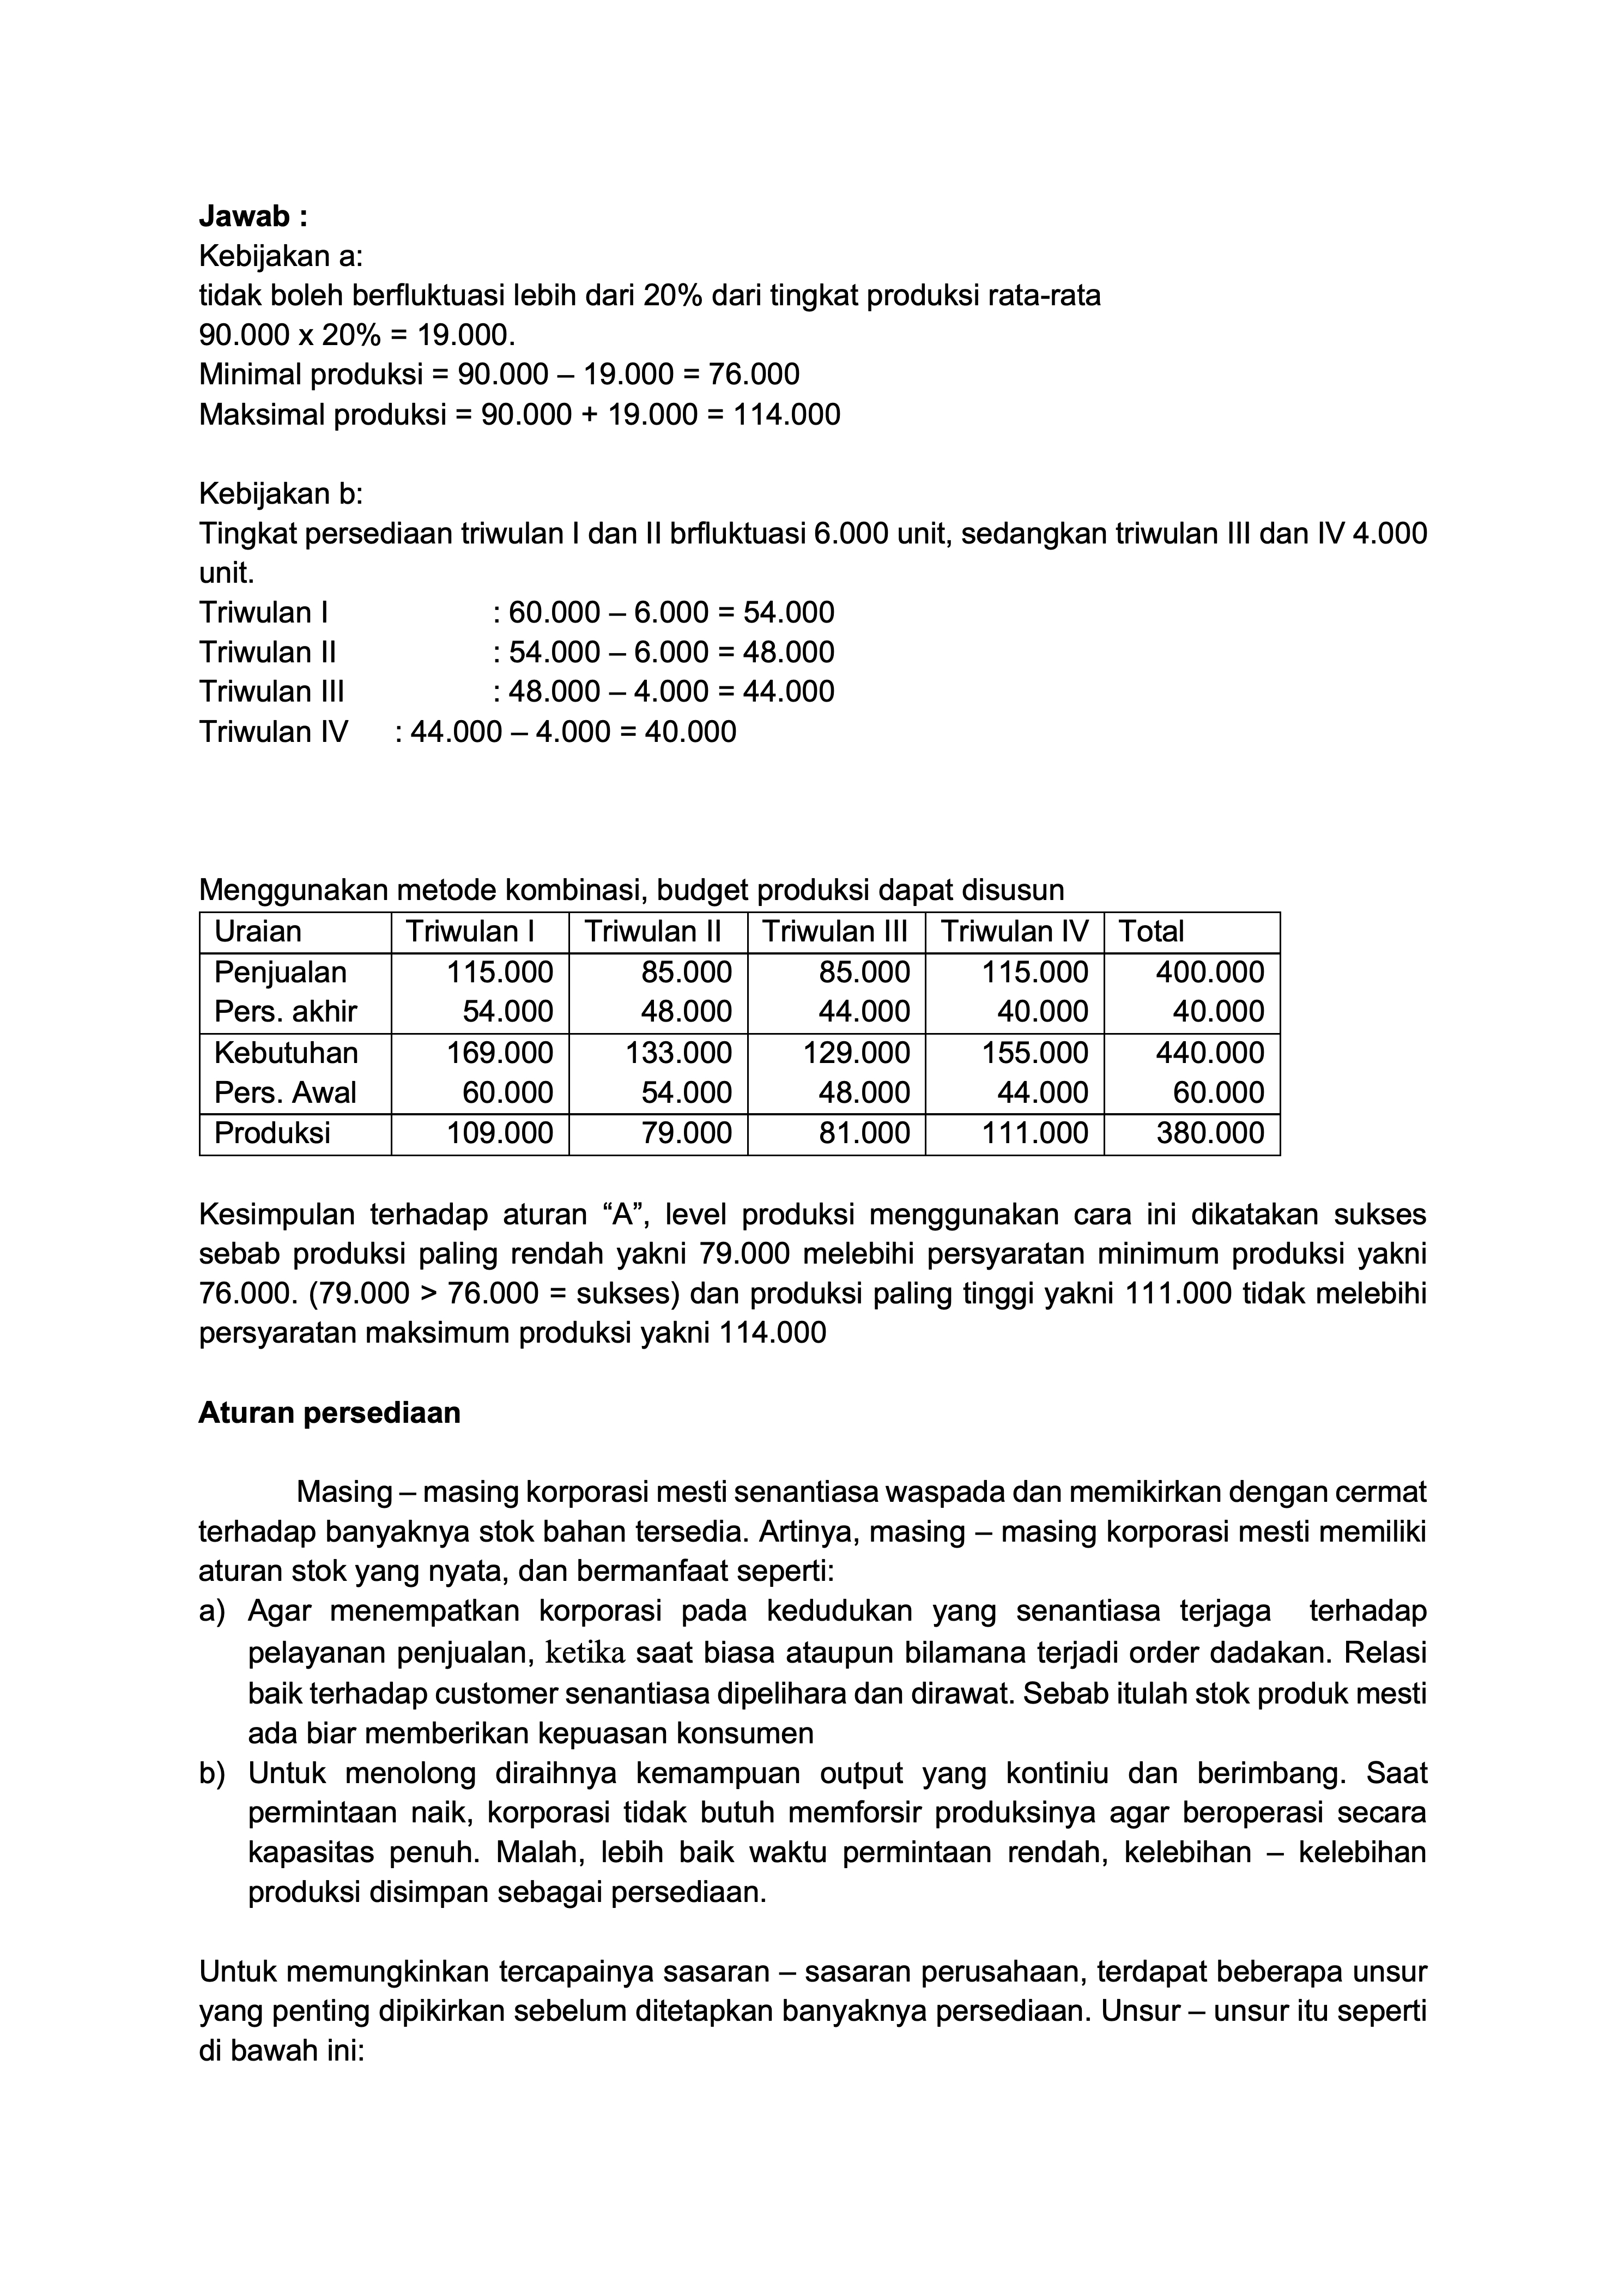 Jawab :
Kebijakan a:
tidak boleh berfluktuasi lebih dari 20% dari tingkat produksi rata-rata
90.000 x 20% = 19.000.
Minimal produksi = 90.000 – 19.000 = 76.000
Maksimal produksi = 90.000 + 19.000 = 114.000
Kebijakan b:
Tingkat persediaan triwulan I dan II brfluktuasi 6.000 unit, sedangkan triwulan III dan IV 4.000
unit.
Triwulan I : 60.000 – 6.000 = 54.000
Triwulan II : 54.000 – 6.000 = 48.000
Triwulan III : 48.000 – 4.000 = 44.000
Triwulan IV : 44.000 – 4.000 = 40.000
Menggunakan metode kombinasi, budget produksi dapat disusun
Uraian Triwulan I Triwulan II Triwulan III Triwulan IV Total
Penjualan 115.000 85.000 85.000 115.000 400.000
Pers. akhir 54.000 48.000 44.000 40.000 40.000
Kebutuhan 169.000 133.000 129.000 155.000 440.000
Pers. Awal 60.000 54.000 48.000 44.000 60.000
Produksi 109.000 79.000 81.000 111.000 380.000
Kesimpulan terhadap aturan “A”, level produksi menggunakan cara ini dikatakan sukses
sebab produksi paling rendah yakni 79.000 melebihi persyaratan minimum produksi yakni
76.000. (79.000 > 76.000 = sukses) dan produksi paling tinggi yakni 111.000 tidak melebihi
persyaratan maksimum produksi yakni 114.000
Aturan persediaan
Masing – masing korporasi mesti senantiasa waspada dan memikirkan dengan cermat
terhadap banyaknya stok bahan tersedia. Artinya, masing – masing korporasi mesti memiliki
aturan stok yang nyata, dan bermanfaat seperti:
a) Agar menempatkan korporasi pada kedudukan yang senantiasa terjaga terhadap
pelayanan penjualan, ketika saat biasa ataupun bilamana terjadi order dadakan. Relasi
baik terhadap customer senantiasa dipelihara dan dirawat. Sebab itulah stok produk mesti
ada biar memberikan kepuasan konsumen
b) Untuk menolong diraihnya kemampuan output yang kontiniu dan berimbang. Saat
permintaan naik, korporasi tidak butuh memforsir produksinya agar beroperasi secara
kapasitas penuh. Malah, lebih baik waktu permintaan rendah, kelebihan – kelebihan
produksi disimpan sebagai persediaan.
Untuk memungkinkan tercapainya sasaran – sasaran perusahaan, terdapat beberapa unsur
yang penting dipikirkan sebelum ditetapkan banyaknya persediaan. Unsur – unsur itu seperti
di bawah ini: